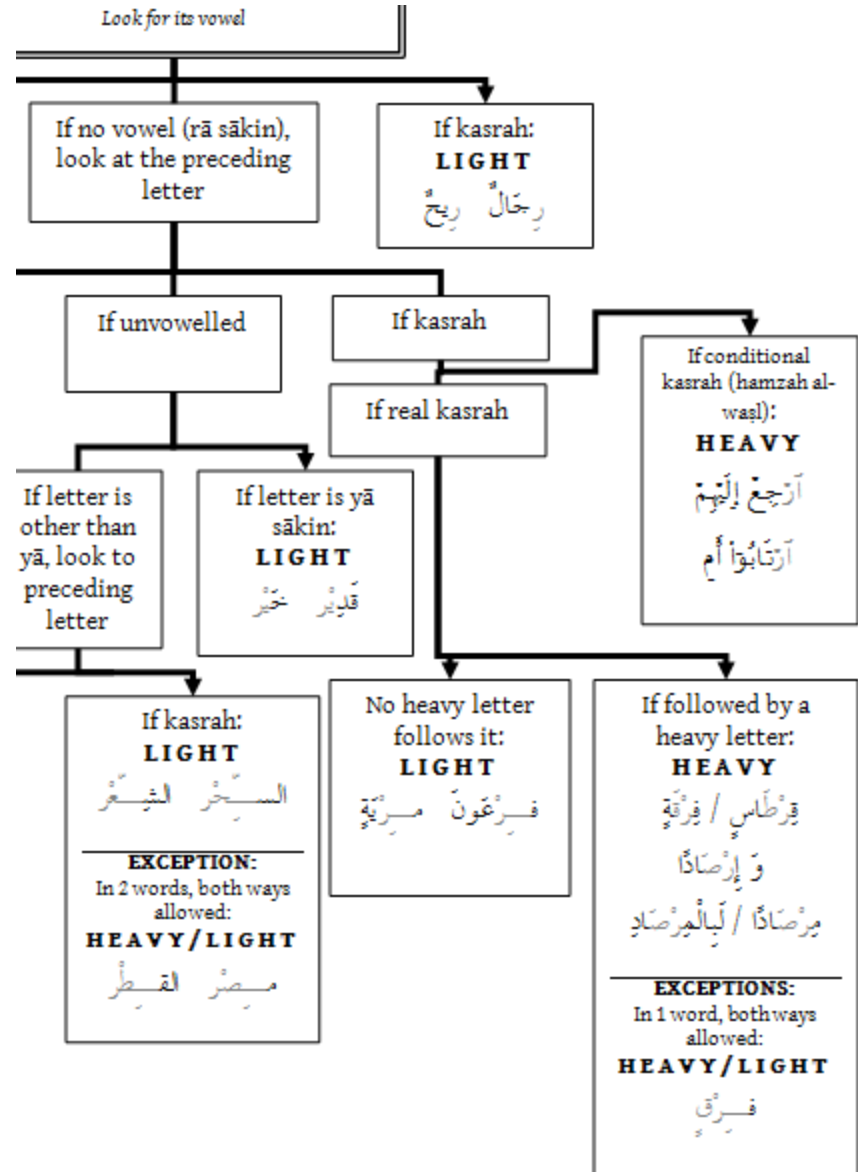 Look for its vowel
If no vowel (rā sākin),
look at the preceding
letter
If kasrah:
LIGHT
رِجَالٌ رِيحٌ
If unvowelled
If kasrah
If real kasrah
If conditional
kasrah (hamzah al-
waṣl):
HEAVY
ٱرْجِعْ إِلَيْهِمْ
أَمِ ٱرْتَابُوٓا۟
If letter is
other than
yā, look to
preceding
letter
If letter is yā
sākin:
LIGHT
قَدِيْر خَيْر
If kasrah:
LIGHT
السِّحْر الشِّعْر
EXCEPTION:
In 2 words, both ways
allowed:
HEAVY/LIGHT
مِصْر القِطْر
No heavy letter
follows it:
LIGHT
فِرْعَوْنَ مِرْيَةٍ
If followed by a
heavy letter:
HEAVY
قِرْطَاسٍ / فِرْقَةٍ
وَ إِرْصَادًا
مِرْصَادًا / لَبِالْمِرْصَادِ
EXCEPTIONS:
In 1 word, both ways
allowed:
HEAVY/LIGHT
فِرْقٍ